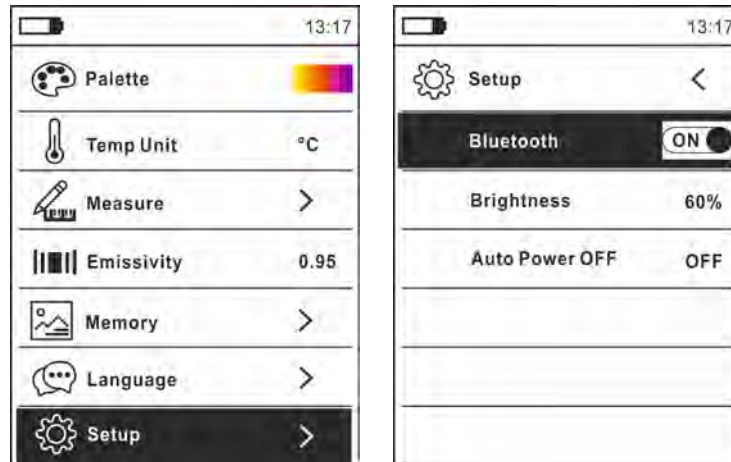 13:17
Palette
Temp Unit °C
Measure >
Emissivity 0.95
Memory >
Language >
Setup >
13:17
Setup <
Bluetooth ON
Brightness 60%
Auto Power OFF OFF